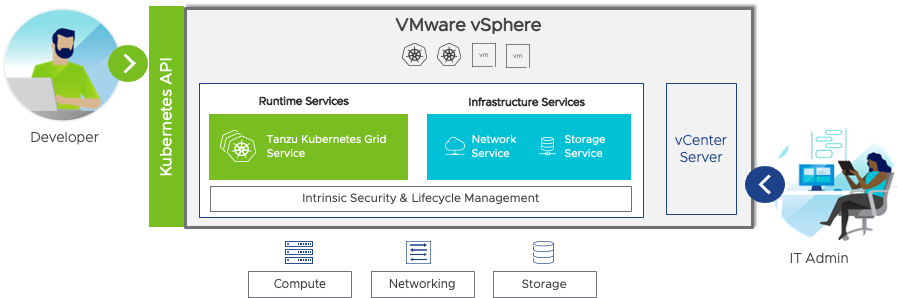 VMware vSphere
vm
vm
Developer
Kubernetes API
Runtime Services
Tanzu Kubernetes Grid
Service
Infrastructure Services
Network
Service
Storage
Service
Intrinsic Security & Lifecycle Management
vCenter
Server
IT Admin
Compute
Networking
Storage